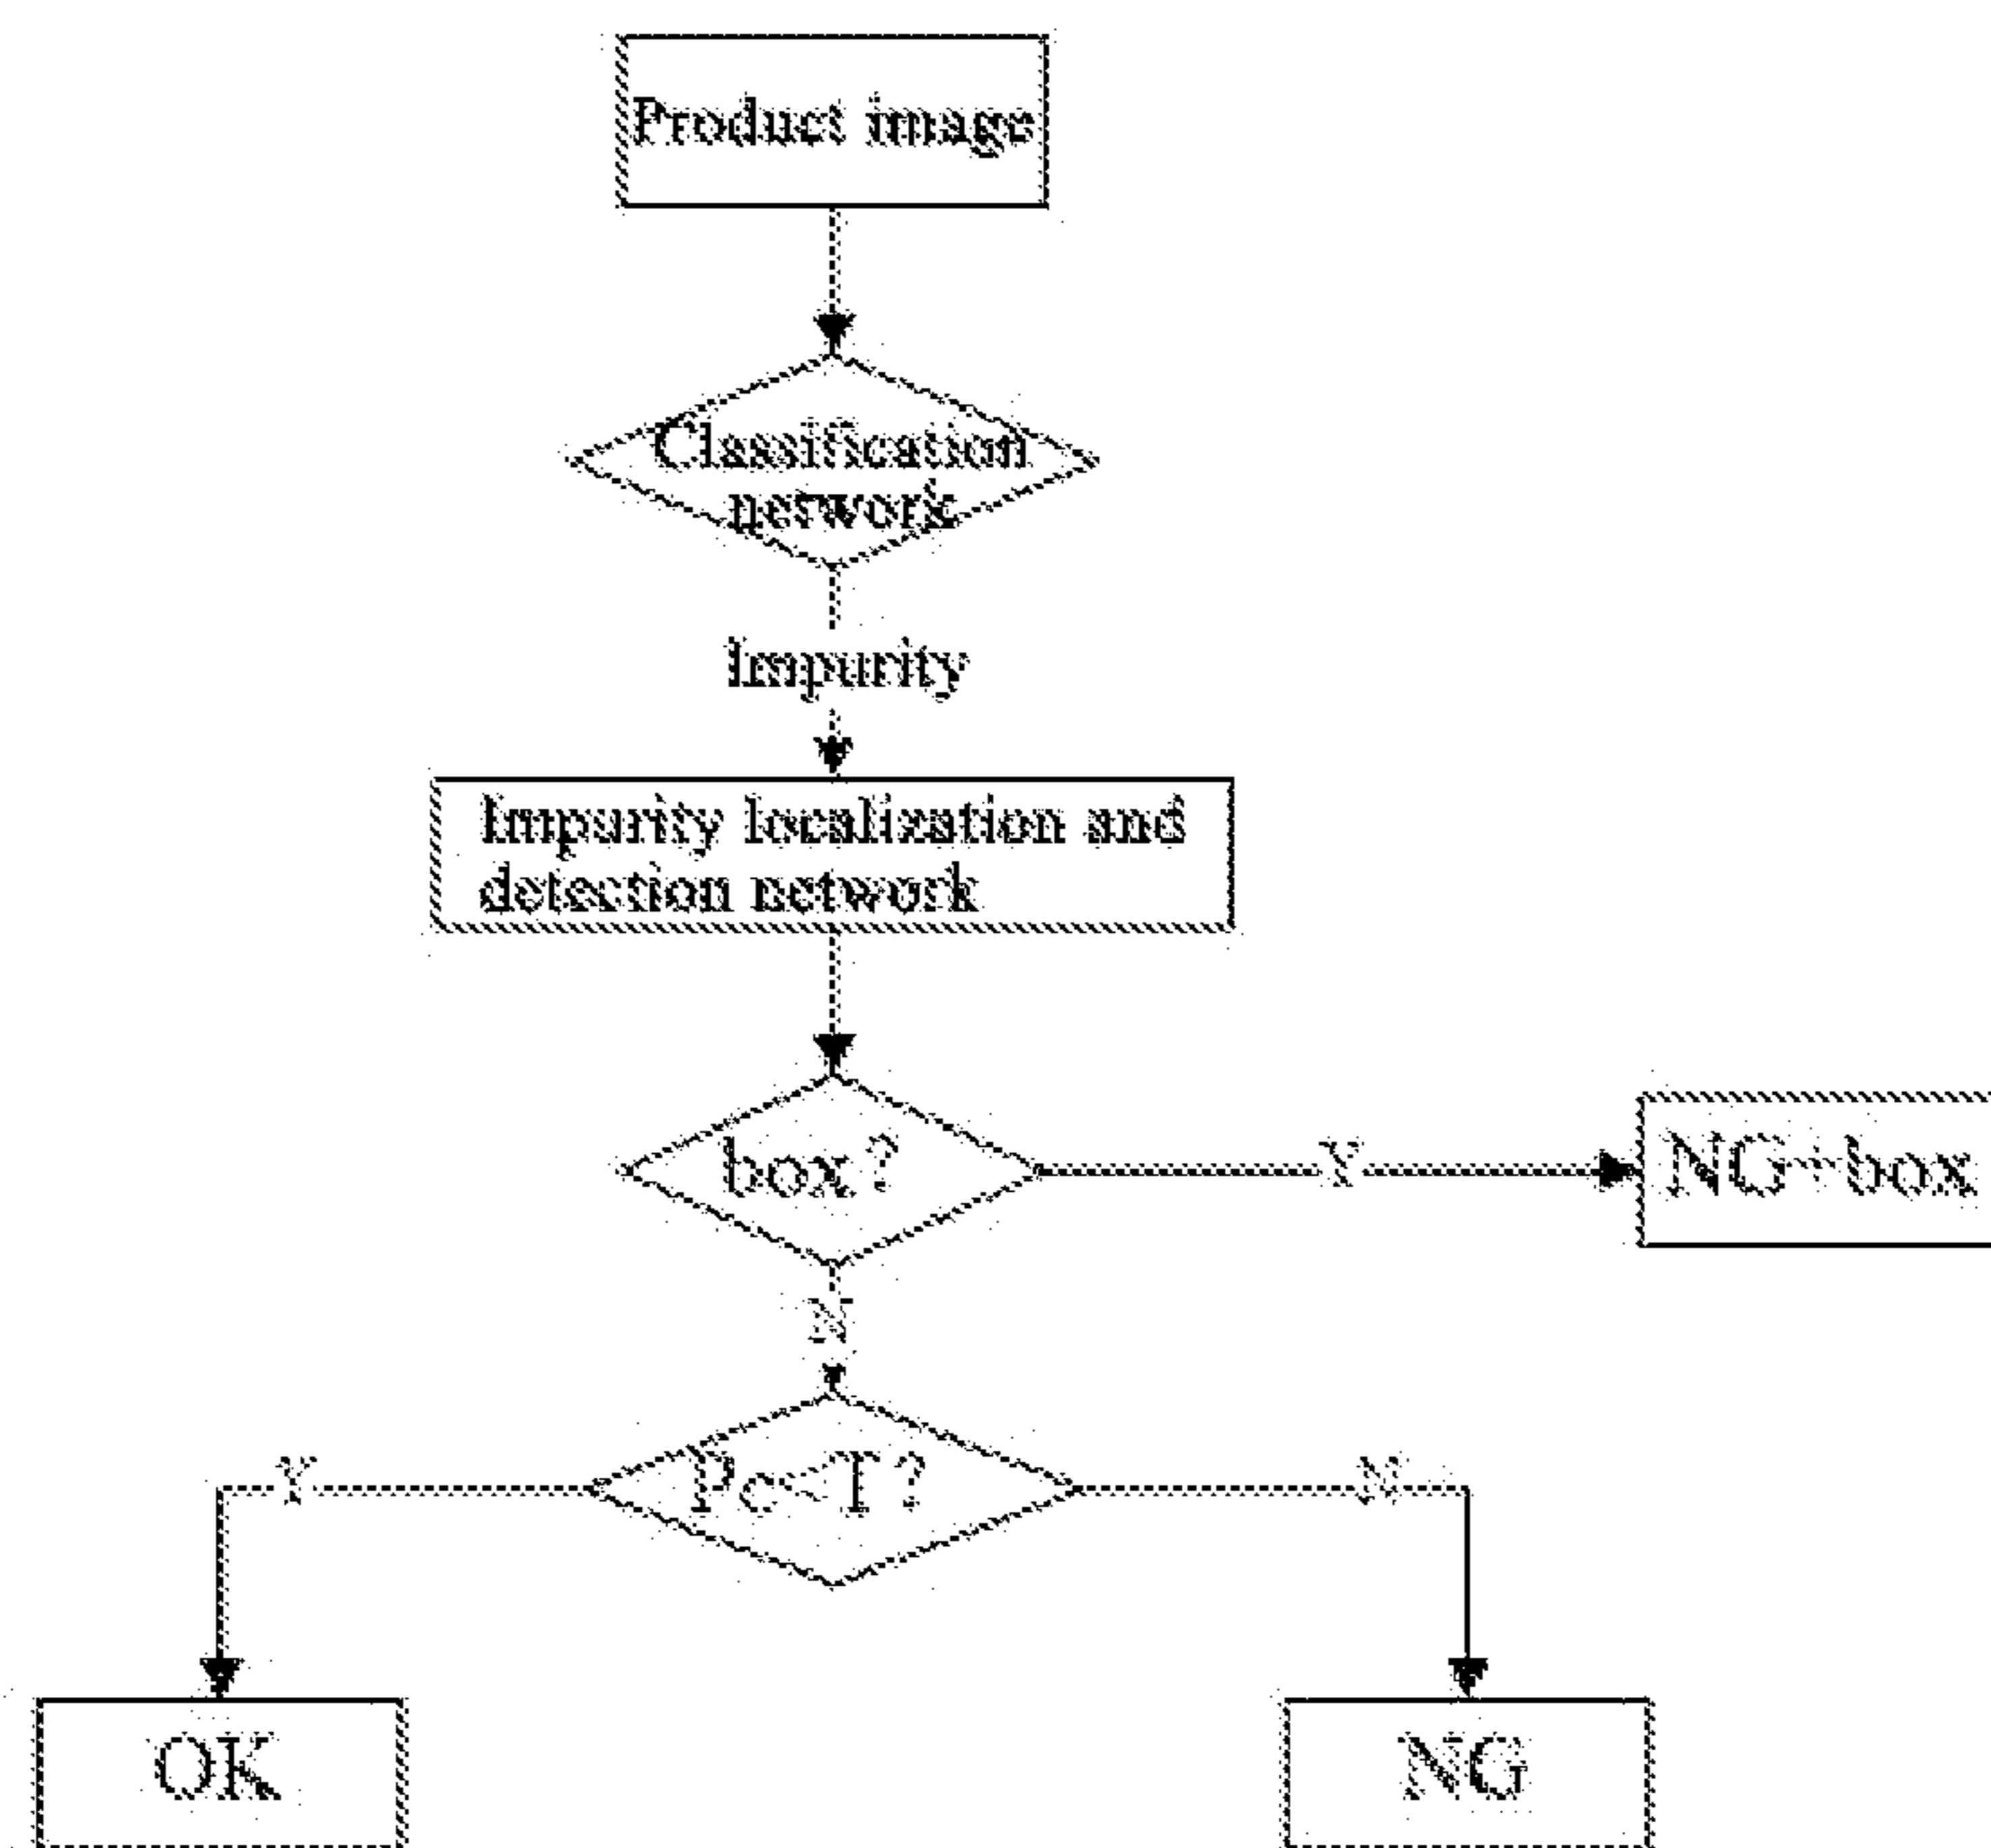 Product image
Classification
network
Impurity
Impurity localization and
detection network
box?
Y
NG+box
N
Pc<T?
Y
N
OK
NG